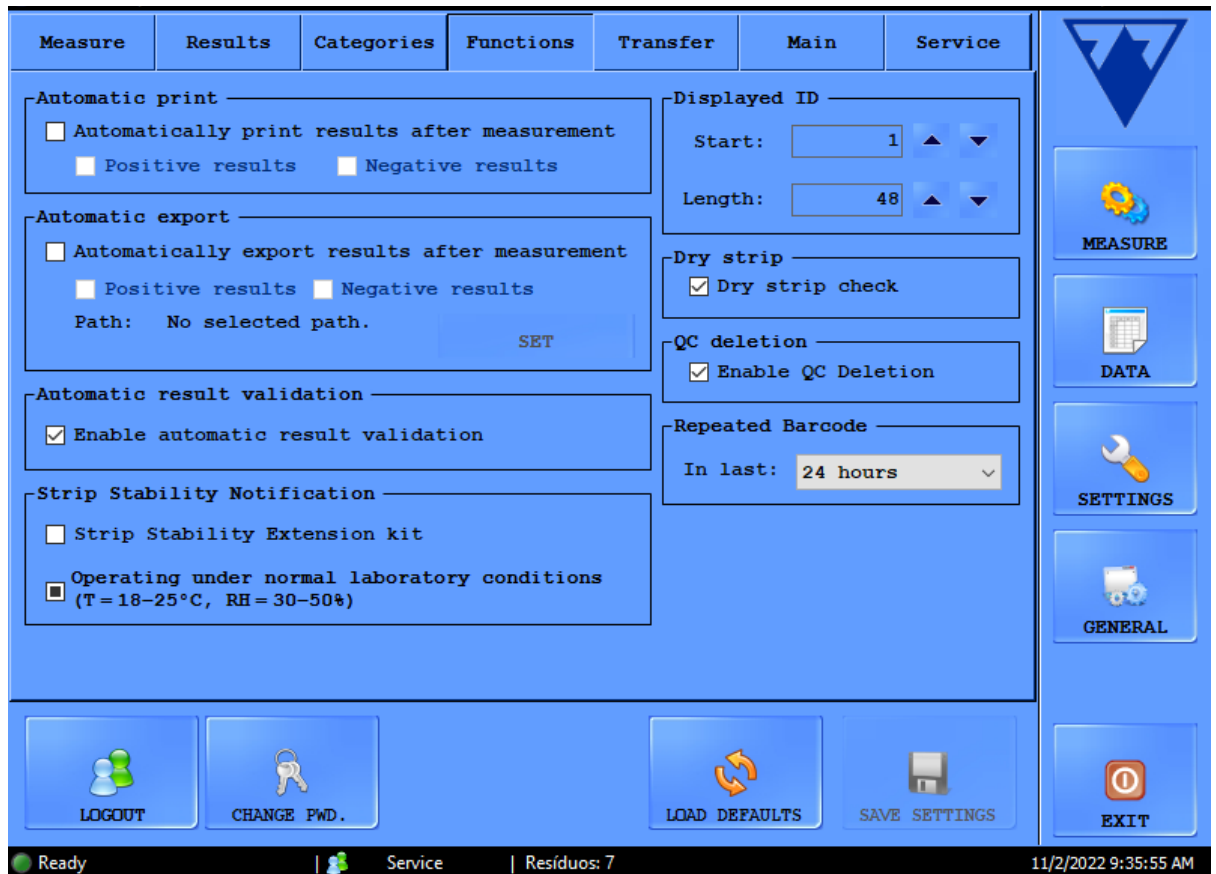 Measure
Results
Categories
Functions
Transfer
Main
Service
Automatic print
Automatically print results after measurement
Positive results
Negative results
Automatic export
Automatically export results after measurement
Positive results
Negative results
Path: No selected path.
SET
Automatic result validation
Enable automatic result validation
Strip Stability Notification
Strip Stability Extension kit
Operating under normal laboratory conditions
(T=18-25°C, RH=30-50%)
Displayed ID
Start: 1
Length: 48
Dry strip
Dry strip check
QC deletion
Enable QC Deletion
Repeated Barcode
In last: 24 hours
MEASURE
DATA
SETTINGS
GENERAL
LOGOUT
CHANGE PWD.
LOAD DEFAULTS
SAVE SETTINGS
EXIT
Ready | Service | Resíduos: 7 11/2/2022 9:35:55 AM